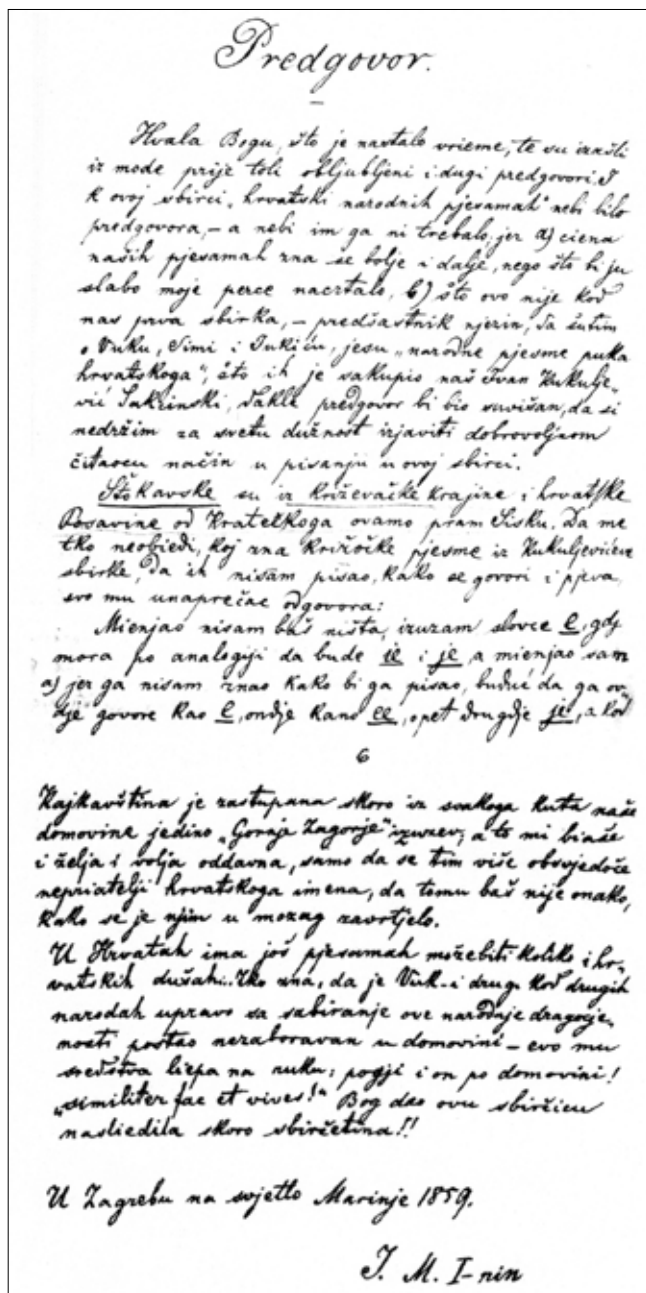 Predgovor.
Hvala Bogu, što je nastalo vrieme, te su izašli
iz mode prije toli obljubljeni i dugi predgovori. I
k ovoj sbirci „hrvatski narodnih pjesamah" nebi bilo
predgovora, – a nebi im ga ni trebalo, jer a) ciena
naših pjesamah zna se bolje i dalje, nego što bi ju
slabo moje perce nacrtalo, b) što ovo nije kod
nas prva sbirka, – predšastnik njezin, da šutim
o Vuku, Simi i Jukiću, jesu „narodne pjesme puka
hrvatskoga", što ih je sakupio naš Ivan Kukulje„
vić Sakcinski, dakle predgovor bi bio suvišan, da si
nedržim za svetu dužnost izjaviti dobrovoljnom
čitaocu način u pisanju u ovoj sbirci.
Štokavske su iz križevačke krajine i hrvatske
Posavine od Kratečkoga ovamo pram Sisku. Da me
tko neobiedi, koj zna križočke pjesme iz Kukuljevićeve
sbirke, da ih nisam pisao, kako se govori i pjeva,
evo mu unaprečac odgovora:
Mienjao nisam baš ništa, izuzam slovce e, gdj
mora po analogiji da bude ie i je, a mienjao sam
a) jer ga nisam znao kako bi ga pisao, budući da ga ov„
dje govore kao e, ondje kano ee, opet drugdje je, a kod
6
Kajkavština je zastupana skoro iz svakoga kuta naše
domovine jedino „Gornje Zagorje" izuzev; a to mi biaše
i želja i volja oddavna, samo da se tim više obsvjedoče
nepriatelji hrvatskoga imena, da tomu baš nije onako,
kako se je njim u mozag zavrtjelo.
U Hrvatah ima još pjesamah možebiti koliko i hr„
vatskih dušah. Tko zna, da je Vuk i drugi kod drugih
narodah upravo sa sabiranje ove narodnje dragocje„
nosti postao nezaboravan u domovini – evo mu
sredstva liepa na ruku; pogji i on po domovini!
„similiter fac et vives!" Bog dao ovu sbirčicu
nasliedila skoro sbirčetina!!
U Zagrebu na svjetlo Marinje 1859.
I. M. I–nin